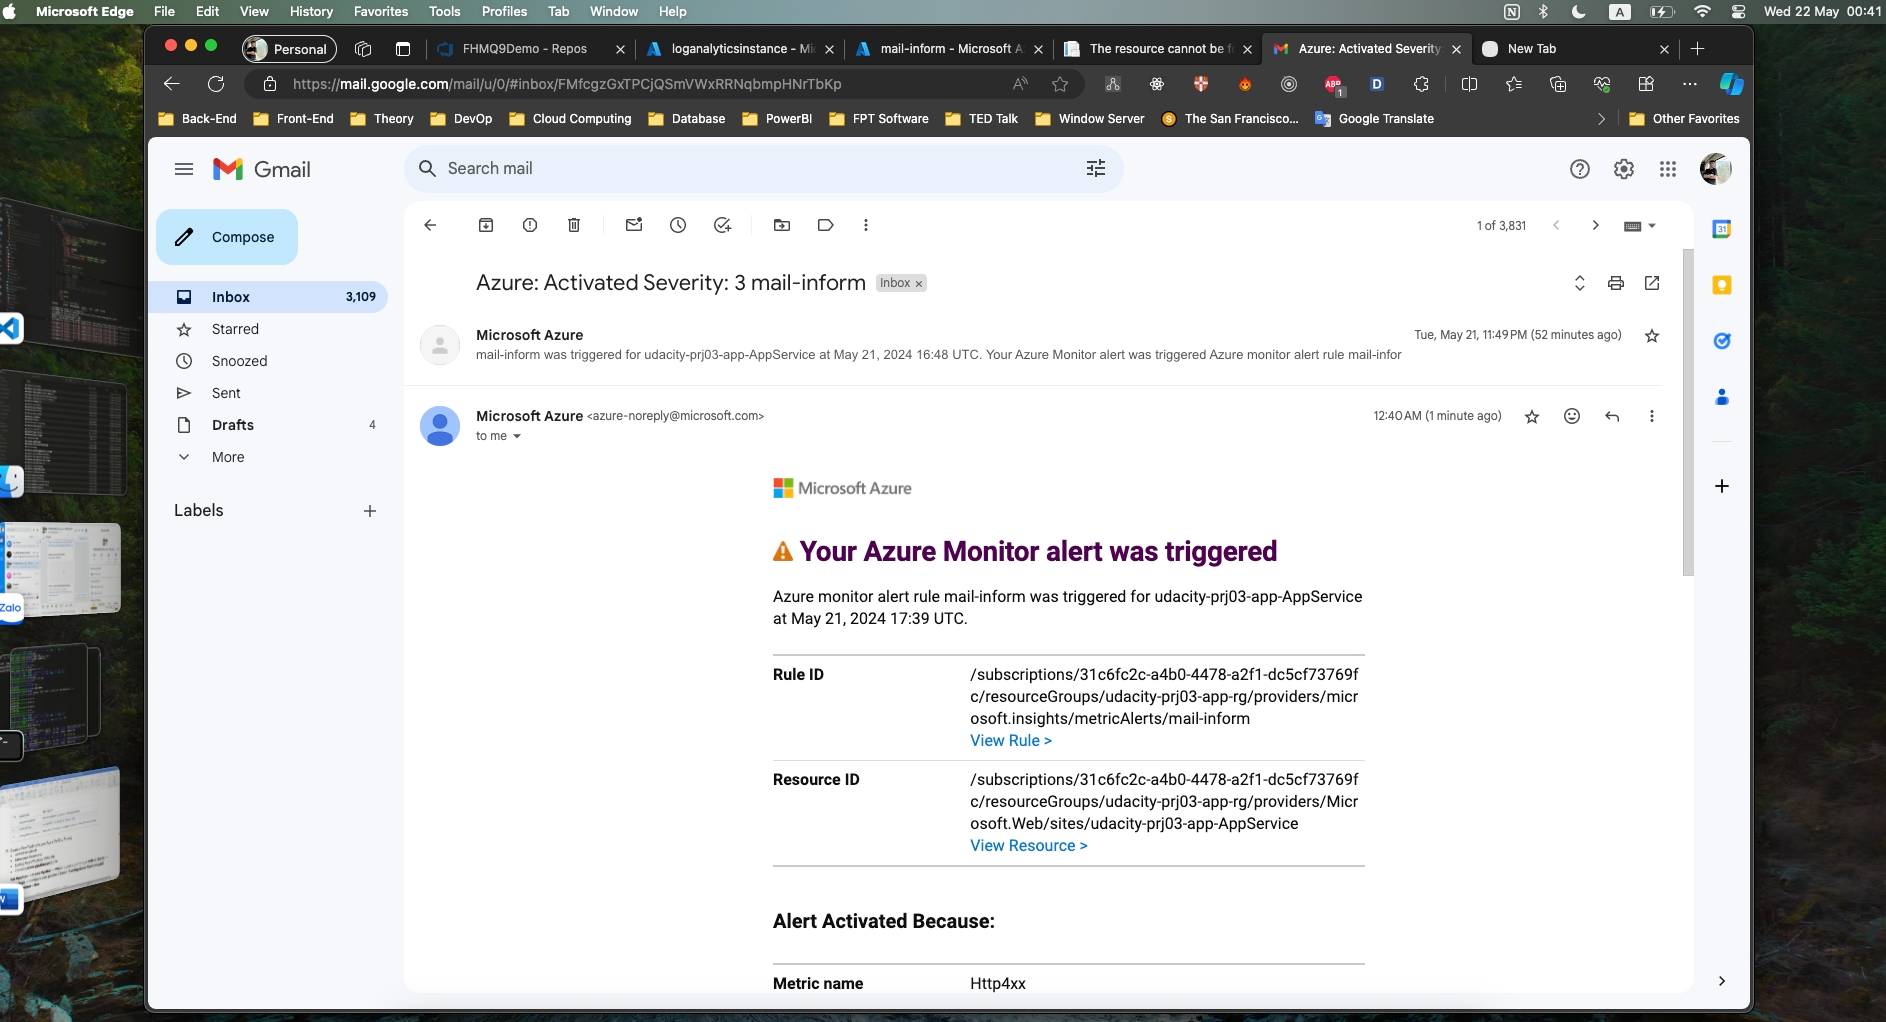 Microsoft Edge File Edit View History Favorites Tools Profiles Tab Window Help
N A Wed 22 May 00:41
Personal FHMQ9Demo - Repos loganalyticsinstance - Mi mail-inform - Microsoft A The resource cannot be f Azure: Activated Severity New Tab
https://mail.google.com/mail/u/0/#inbox/FMfcgzGxTPCjQSmVWxRRNqbmpHNrTbKp
ABP 1 D
Back-End Front-End Theory DevOp Cloud Computing Database PowerBI FPT Software TED Talk Window Server The San Francisco... Google Translate Other Favorites
Gmail
Search mail
Compose
1 of 3,831
31
Azure: Activated Severity: 3 mail-inform Inbox ×
Inbox 3,109
Starred
Snoozed
Sent
Drafts 4
More
Labels
Microsoft Azure
Tue, May 21, 11:49 PM (52 minutes ago)
mail-inform was triggered for udacity-prj03-app-AppService at May 21, 2024 16:48 UTC. Your Azure Monitor alert was triggered Azure monitor alert rule mail-infor
Microsoft Azure <azure-noreply@microsoft.com>
12:40 AM (1 minute ago)
to me
Microsoft Azure
Your Azure Monitor alert was triggered
Azure monitor alert rule mail-inform was triggered for udacity-prj03-app-AppService
at May 21, 2024 17:39 UTC.
Rule ID
/subscriptions/31c6fc2c-a4b0-4478-a2f1-dc5cf73769f
c/resourceGroups/udacity-prj03-app-rg/providers/micr
osoft.insights/metricAlerts/mail-inform
View Rule >
Resource ID
/subscriptions/31c6fc2c-a4b0-4478-a2f1-dc5cf73769f
c/resourceGroups/udacity-prj03-app-rg/providers/Micr
osoft.Web/sites/udacity-prj03-app-AppService
View Resource >
Alert Activated Because:
Metric name Http4xx
Zalo